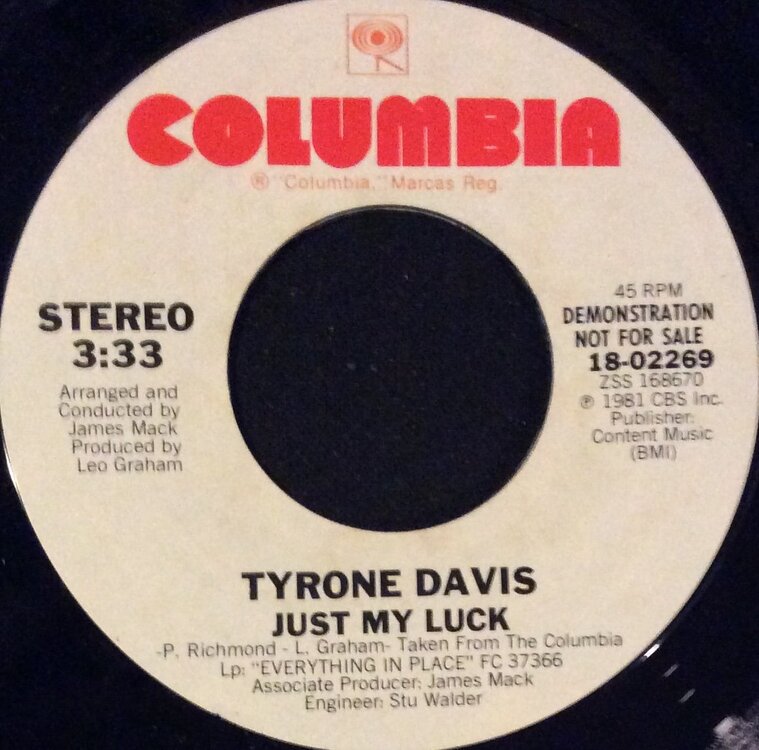 COLUMBIA
® "Columbia," Marcas Reg.
STEREO
3:33
Arranged and
Conducted by
James Mack
Produced by
Leo Graham
45 RPM
DEMONSTRATION
NOT FOR SALE
18-02269
ZSS 168670
℗ 1981 CBS Inc.
Publisher:
Content Music
(BMI)
TYRONE DAVIS
JUST MY LUCK
-P. Richmond - L. Graham- Taken From The Columbia
Lp: "EVERYTHING IN PLACE" FC 37366
Associate Producer: James Mack
Engineer: Stu Walder